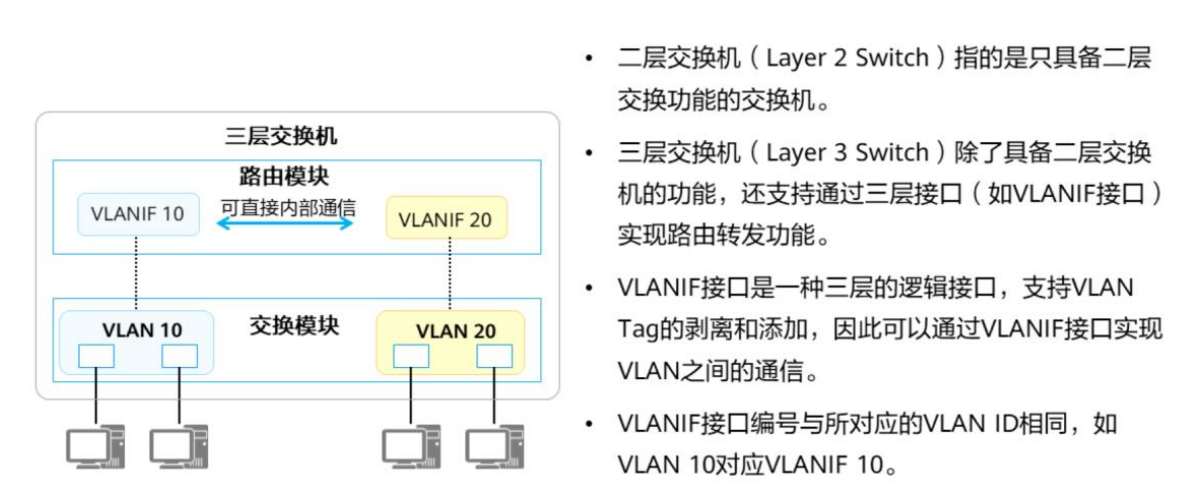 三层交换机
路由模块
VLANIF 10
可直接内部通信
VLANIF 20
VLAN 10
交换模块
VLAN 20
• 二层交换机（Layer 2 Switch）指的是只具备二层
交换功能的交换机。
• 三层交换机（Layer 3 Switch）除了具备二层交换
机的功能，还支持通过三层接口（如VLANIF接口）
实现路由转发功能。
• VLANIF接口是一种三层的逻辑接口，支持VLAN
Tag的剥离和添加，因此可以通过VLANIF接口实现
VLAN之间的通信。
• VLANIF接口编号与所对应的VLAN ID相同，如
VLAN 10对应VLANIF 10。